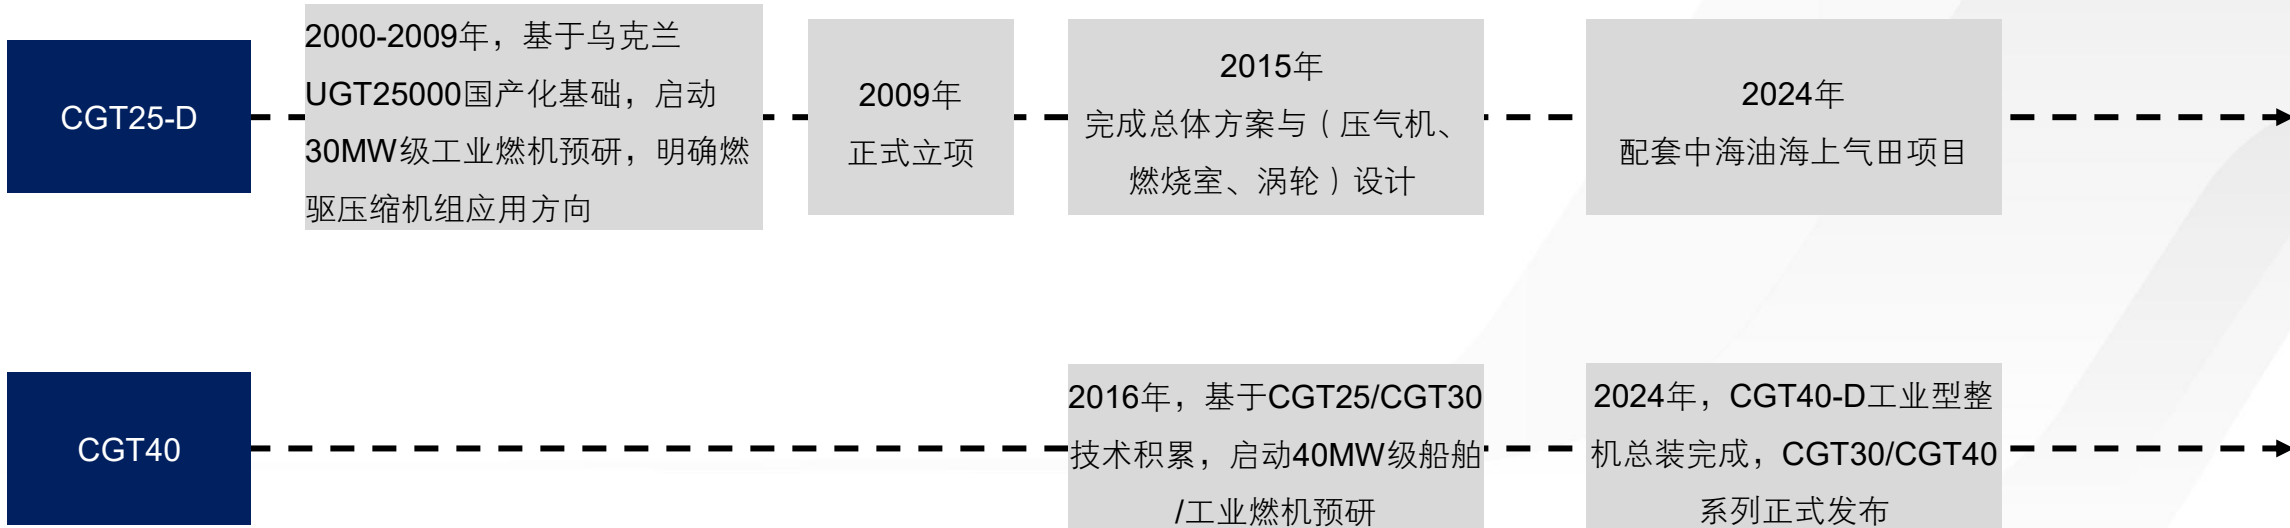 CGT25-D
2000-2009年，基于乌克兰
UGT25000国产化基础，启动
30MW级工业燃机预研，明确燃
驱压缩机组应用方向
2009年
正式立项
2015年
完成总体方案与（压气机、
燃烧室、涡轮）设计
2024年
配套中海油海上气田项目
CGT40
2016年，基于CGT25/CGT30
技术积累，启动40MW级船舶
/工业燃机预研
2024年，CGT40-D工业型整
机总装完成，CGT30/CGT40
系列正式发布